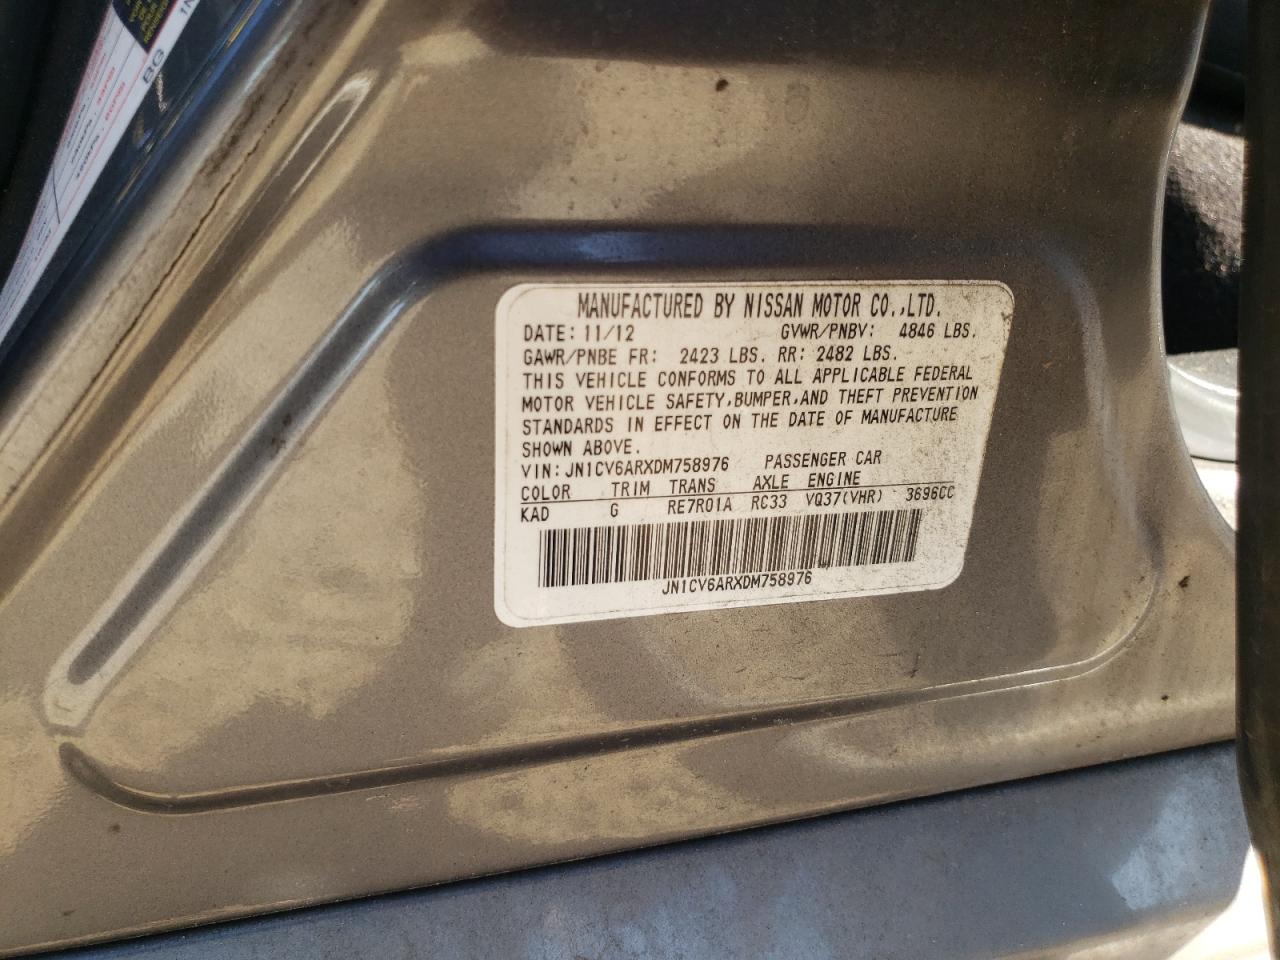 BG
1N
MANUFACTURED BY NISSAN MOTOR CO.,LTD.
DATE: 11/12 GVWR/PNBV: 4846 LBS.
GAWR/PNBE FR: 2423 LBS. RR: 2482 LBS.
THIS VEHICLE CONFORMS TO ALL APPLICABLE FEDERAL
MOTOR VEHICLE SAFETY,BUMPER,AND THEFT PREVENTION
STANDARDS IN EFFECT ON THE DATE OF MANUFACTURE
SHOWN ABOVE.
VIN:JN1CV6ARXDM758976 PASSENGER CAR
COLOR TRIM TRANS AXLE ENGINE
KAD G RE7R01A RC33 VQ37(VHR) 3696CC
JN1CV6ARXDM758976